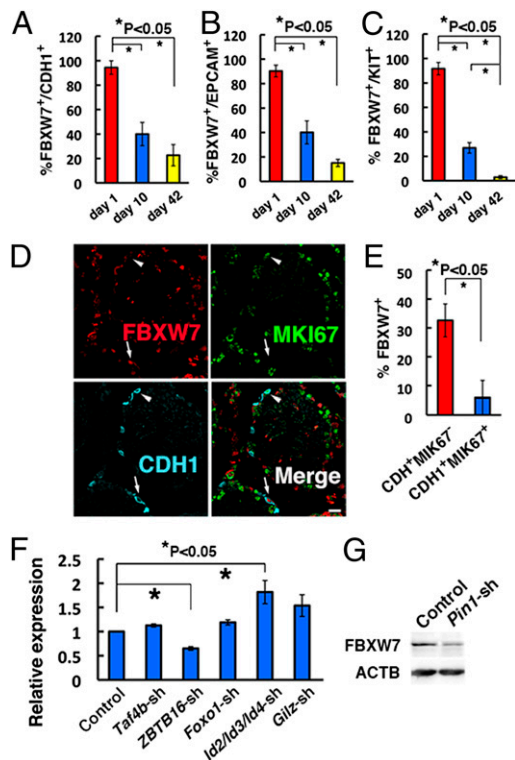 A
*P<0.05
* *
%FBXW7+/CDH1+
120
100
80
60
40
20
0
day 1 day 10 day 42
B
*P<0.05
* *
%FBXW7+/EPCAM+
120
100
80
60
40
20
0
day 1 day 10 day 42
C
*P<0.05
* * *
% FBXW7+/KIT+
120
100
80
60
40
20
0
day 1 day 10 day 42
D
FBXW7
MKI67
CDH1
Merge
E
*P<0.05
*
% FBXW7+
50
40
30
20
10
0
CDH+MIK67-
CDH1+MIK67+
F
*P<0.05
* *
Relative expression
2.5
2
1.5
1
0.5
0
Control
Taf4b-sh
ZBTB16-sh
Foxo1-sh
Id2/Id3/Id4-sh
Gilz-sh
G
Control
Pin1-sh
FBXW7
ACTB